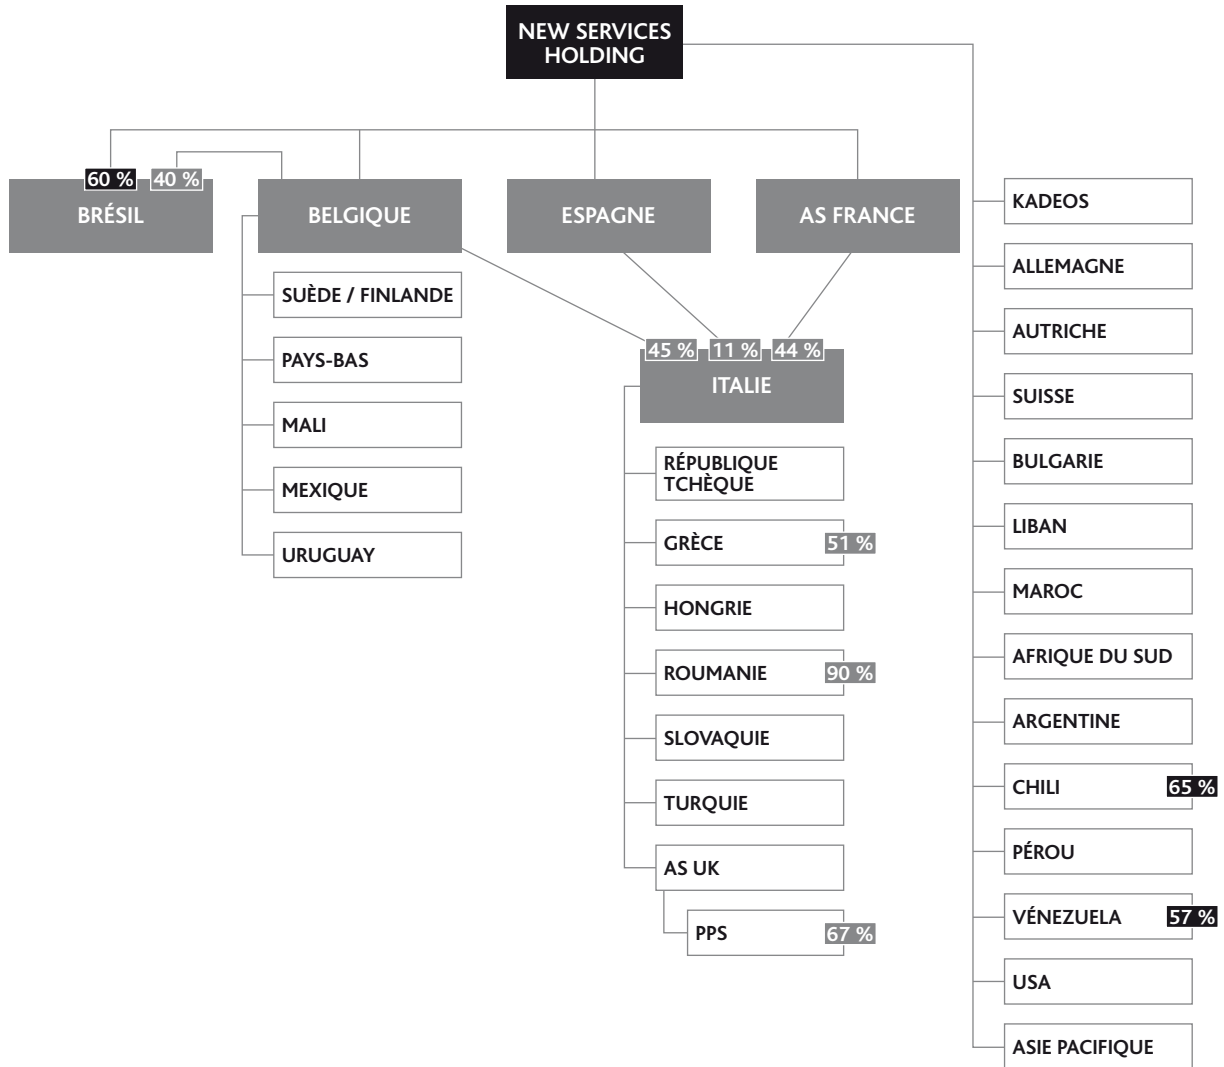 NEW SERVICES
HOLDING
60 %
40 %
BRÉSIL
BELGIQUE
ESPAGNE
AS FRANCE
SUÈDE / FINLANDE
PAYS-BAS
MALI
MEXIQUE
URUGUAY
45 %
11 %
44 %
ITALIE
RÉPUBLIQUE
TCHÈQUE
GRÈCE
51 %
HONGRIE
ROUMANIE
90 %
SLOVAQUIE
TURQUIE
AS UK
PPS
67 %
KADEOS
ALLEMAGNE
AUTRICHE
SUISSE
BULGARIE
LIBAN
MAROC
AFRIQUE DU SUD
ARGENTINE
CHILI
65 %
PÉROU
VÉNEZUELA
57 %
USA
ASIE PACIFIQUE